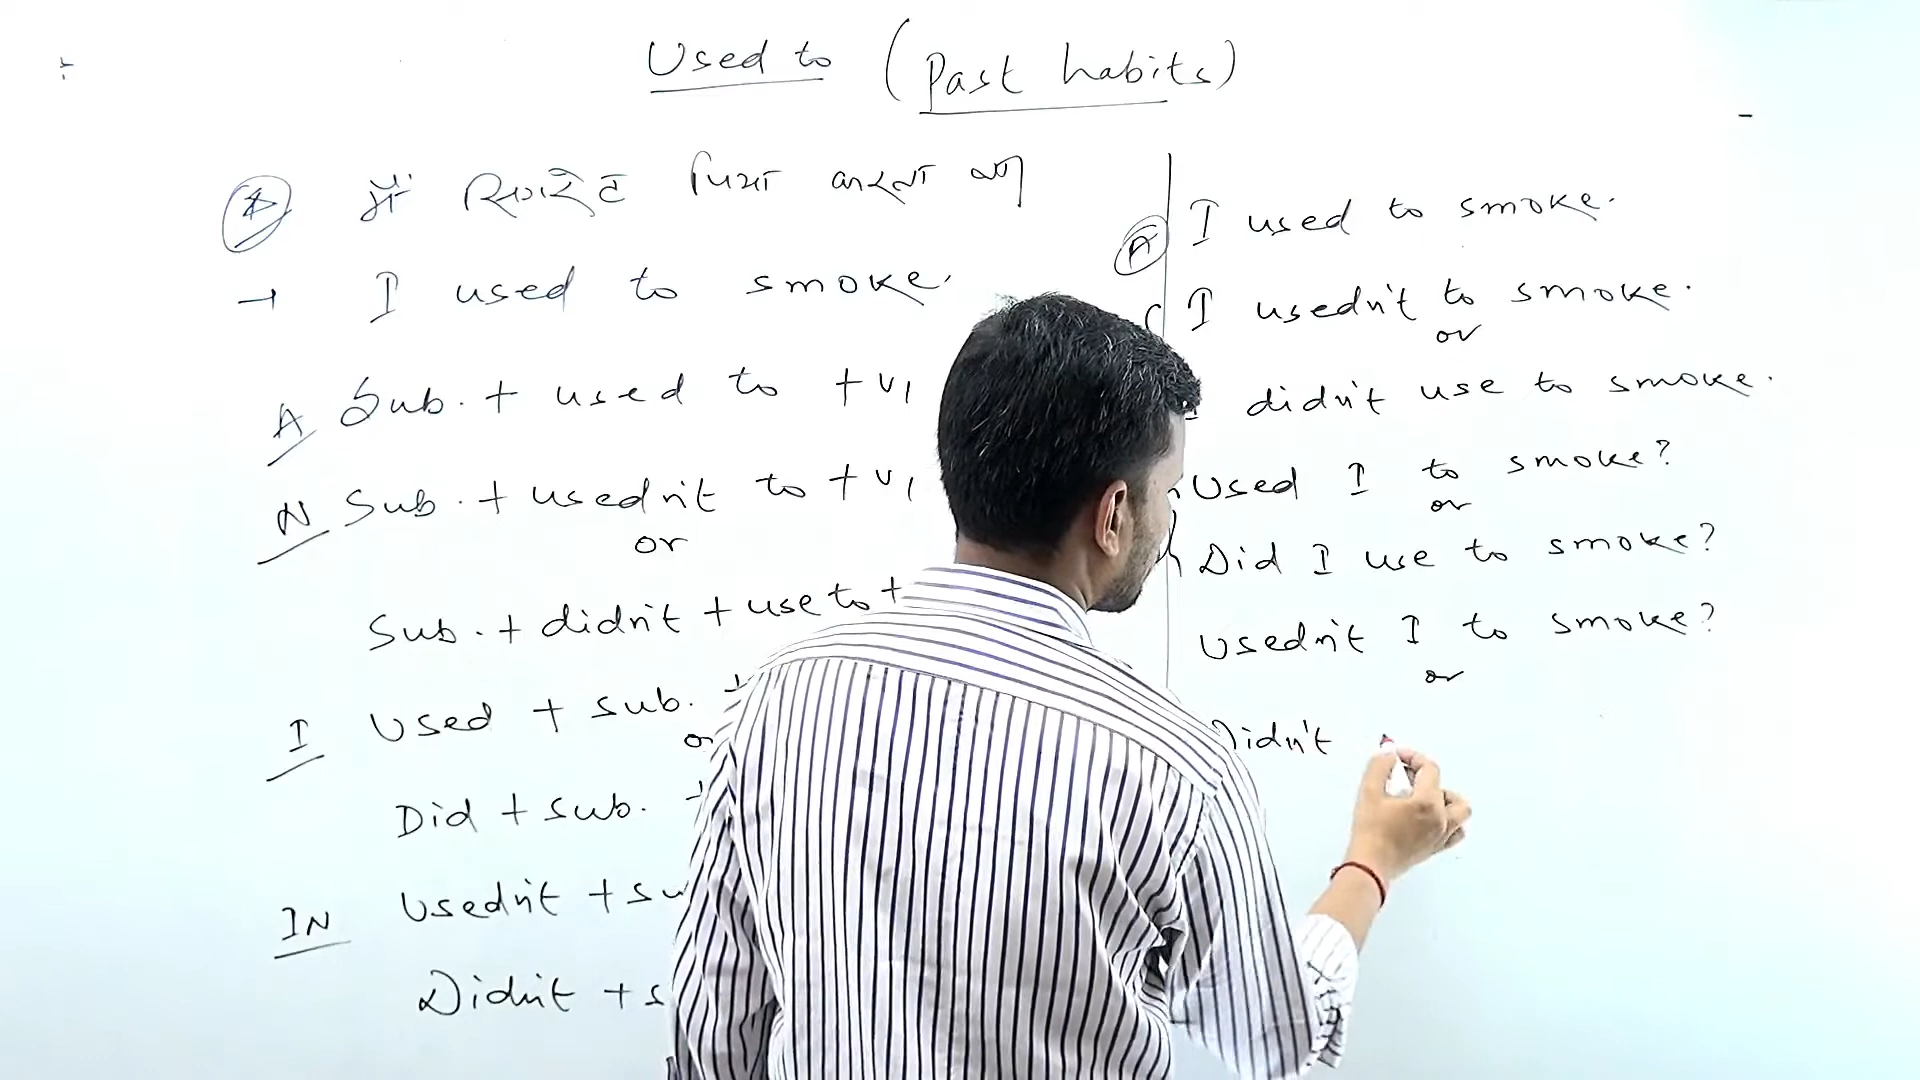 Used to (Past habits)
मैं सिगरेट पिया करता था
→ I used to smoke.
A Sub. + used to + v1
N Sub. + usedn't to + v1
or
Sub. + didn't + use to +
I Used + sub. +
or
Did + sub. +
IN Usedn't + su
Didn't + s
A I used to smoke.
I usedn't to smoke.
or
I didn't use to smoke.
Used I to smoke?
or
Did I use to smoke?
Usedn't I to smoke?
or
Didn't